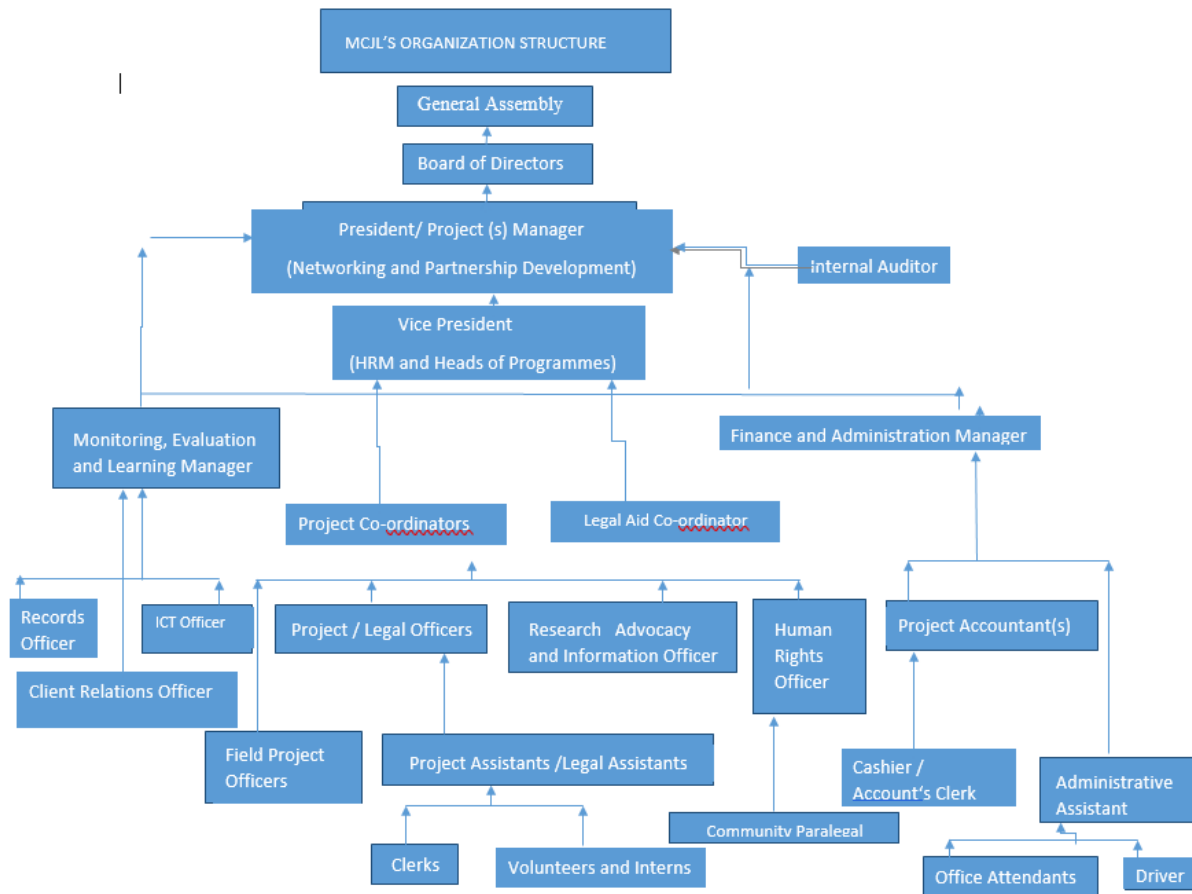 MCJL'S ORGANIZATION STRUCTURE
General Assembly
Board of Directors
President/ Project (s) Manager
(Networking and Partnership Development)
Internal Auditor
Vice President
(HRM and Heads of Programmes)
Monitoring, Evaluation
and Learning Manager
Finance and Administration Manager
Project Co-ordinators
Legal Aid Co-ordinator
Records
Officer
ICT Officer
Project / Legal Officers
Research Advocacy
and Information Officer
Human
Rights
Officer
Project Accountant(s)
Client Relations Officer
Field Project
Officers
Project Assistants /Legal Assistants
Cashier /
Account's Clerk
Administrative
Assistant
Community Paralegal
Clerks
Volunteers and Interns
Office Attendants
Driver